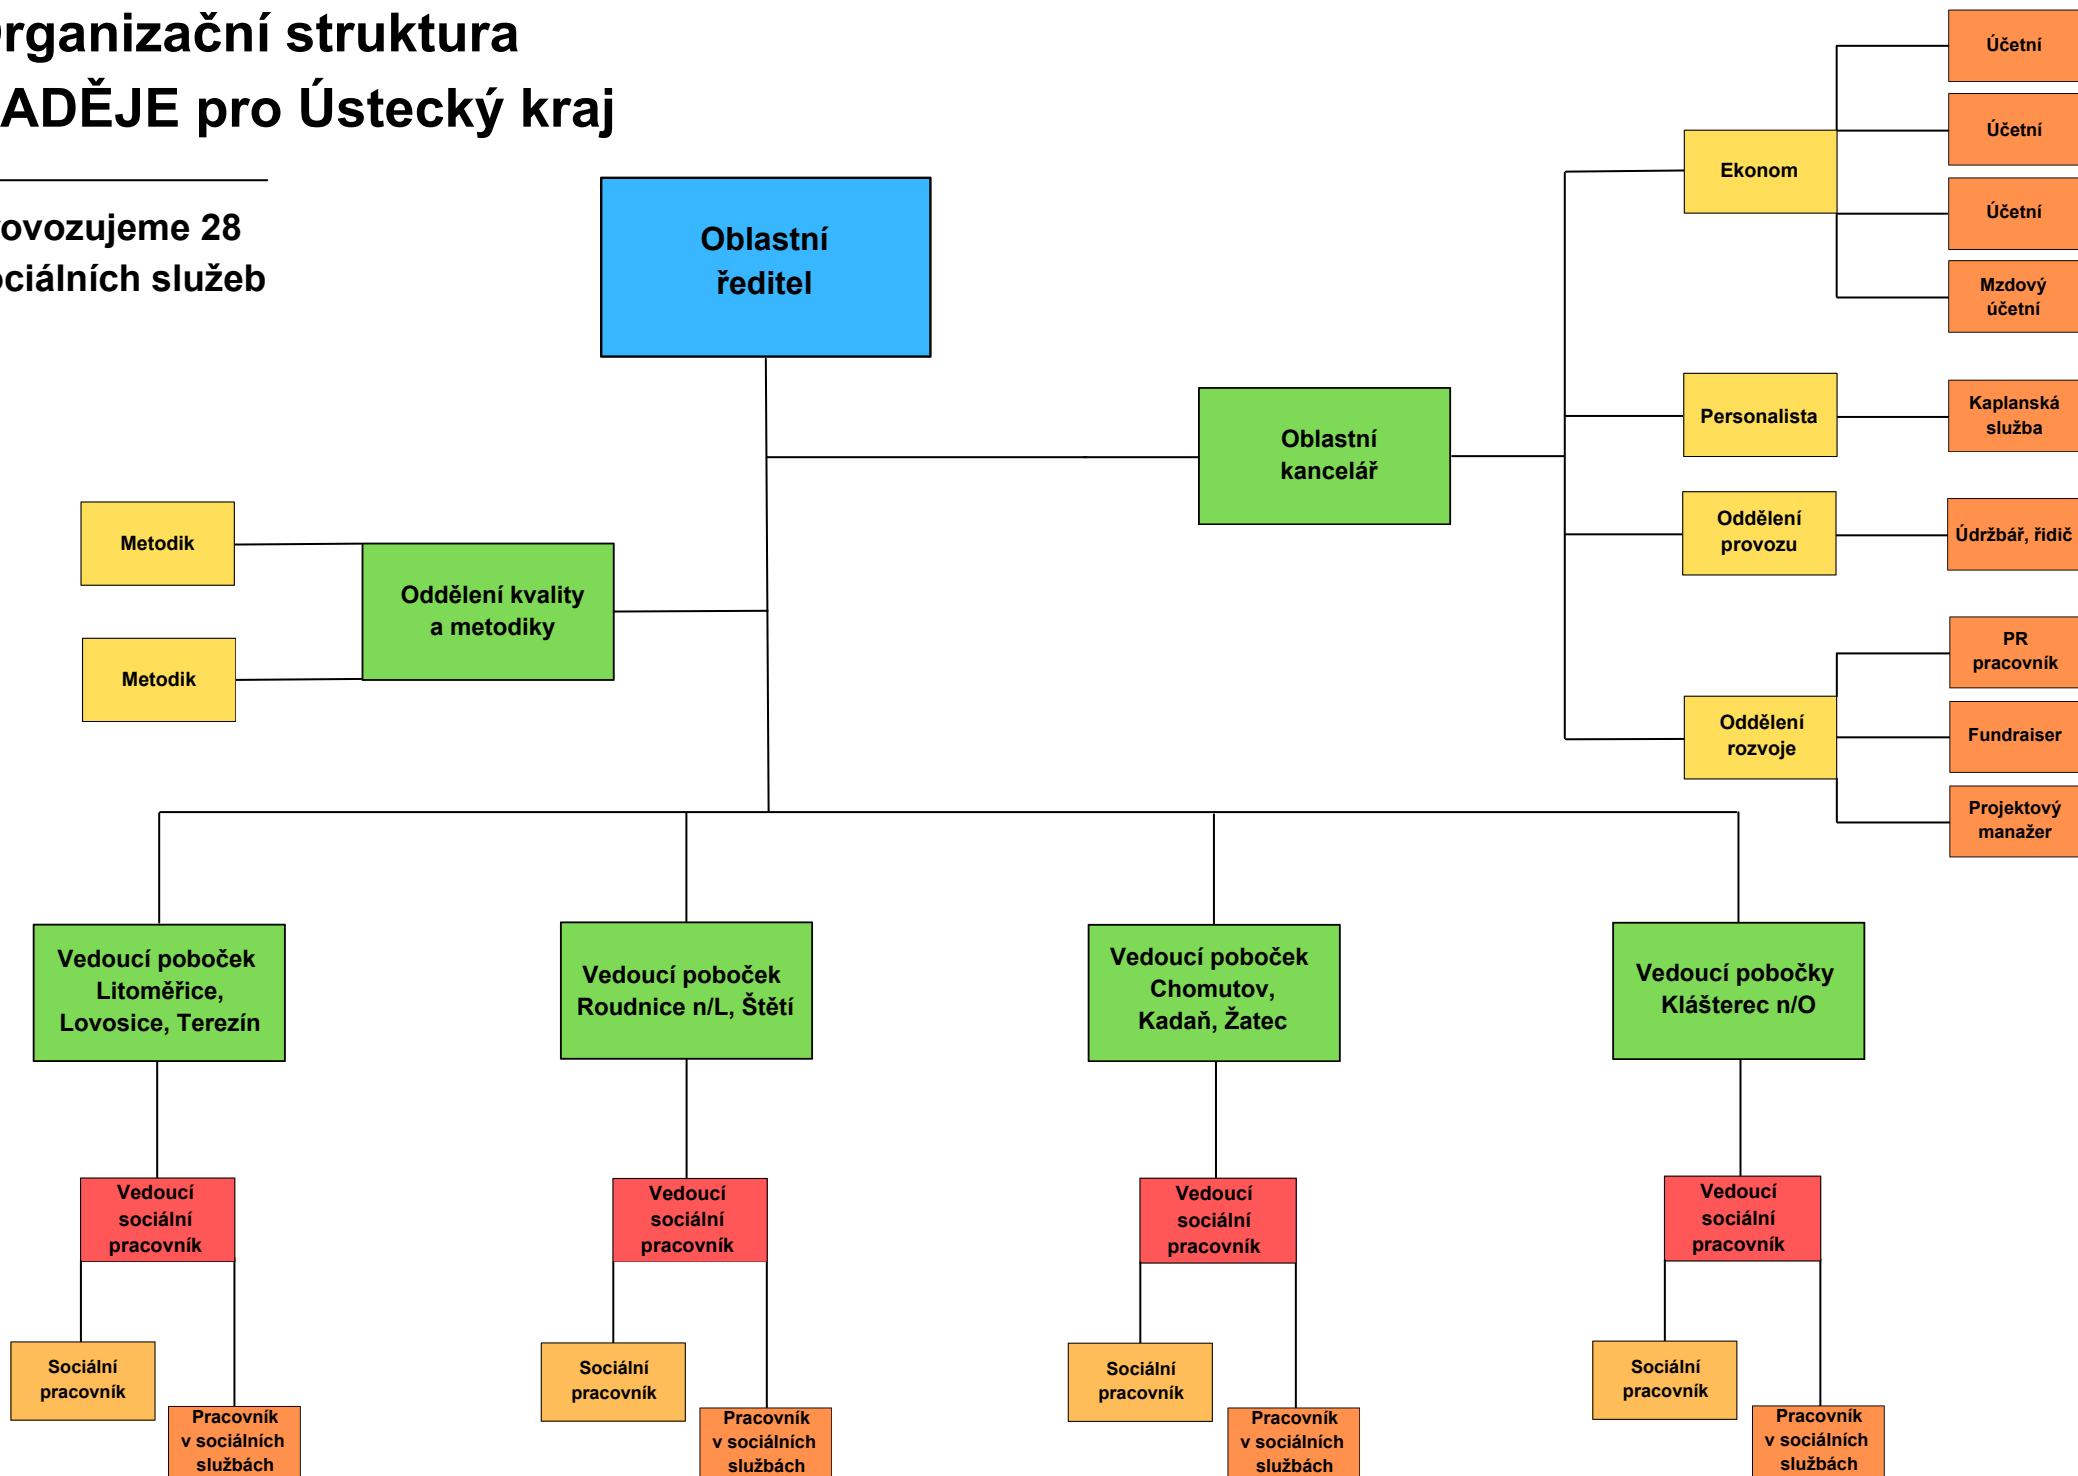 rganizační struktura
ADĚJE pro Ústecký kraj
ovozujeme 28
ociálních služeb
Oblastní
ředitel
Oblastní
kancelář
Ekonom
Účetní
Účetní
Účetní
Mzdový
účetní
Personalista
Kaplanská
služba
Oddělení
provozu
Údržbář, řidič
Oddělení
rozvoje
PR
pracovník
Fundraiser
Projektový
manažer
Metodik
Metodik
Oddělení kvality
a metodiky
Vedoucí poboček
Litoměřice,
Lovosice, Terezín
Vedoucí poboček
Roudnice n/L, Štětí
Vedoucí poboček
Chomutov,
Kadaň, Žatec
Vedoucí pobočky
Klášterec n/O
Vedoucí
sociální
pracovník
Vedoucí
sociální
pracovník
Vedoucí
sociální
pracovník
Vedoucí
sociální
pracovník
Sociální
pracovník
Pracovník
v sociálních
službách
Sociální
pracovník
Pracovník
v sociálních
službách
Sociální
pracovník
Pracovník
v sociálních
službách
Sociální
pracovník
Pracovník
v sociálních
službách